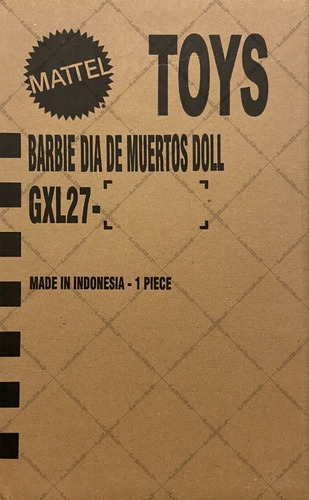 MATTEL
TOYS
BARBIE DIA DE MUERTOS DOLL
GXL27-
MADE IN INDONESIA - 1 PIECE